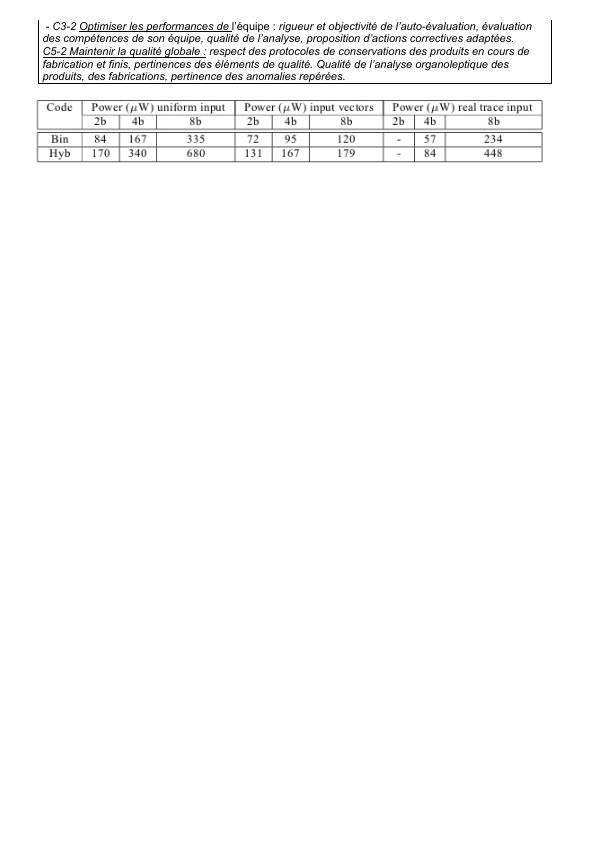 - C3-2 Optimiser les performances de l'équipe : rigueur et objectivité de l'auto-évaluation, évaluation
des compétences de son équipe, qualité de l'analyse, proposition d'actions correctives adaptées.
C5-2 Maintenir la qualité globale : respect des protocoles de conservations des produits en cours de
fabrication et finis, pertinences des éléments de qualité. Qualité de l'analyse organoleptique des
produits, des fabrications, pertinence des anomalies repérées.
Code Power (μW) uniform input Power (μW) input vectors Power (μW) real trace input
2b 4b 8b 2b 4b 8b 2b 4b 8b
Bin 84 167 335 72 95 120 - 57 234
Hyb 170 340 680 131 167 179 - 84 448